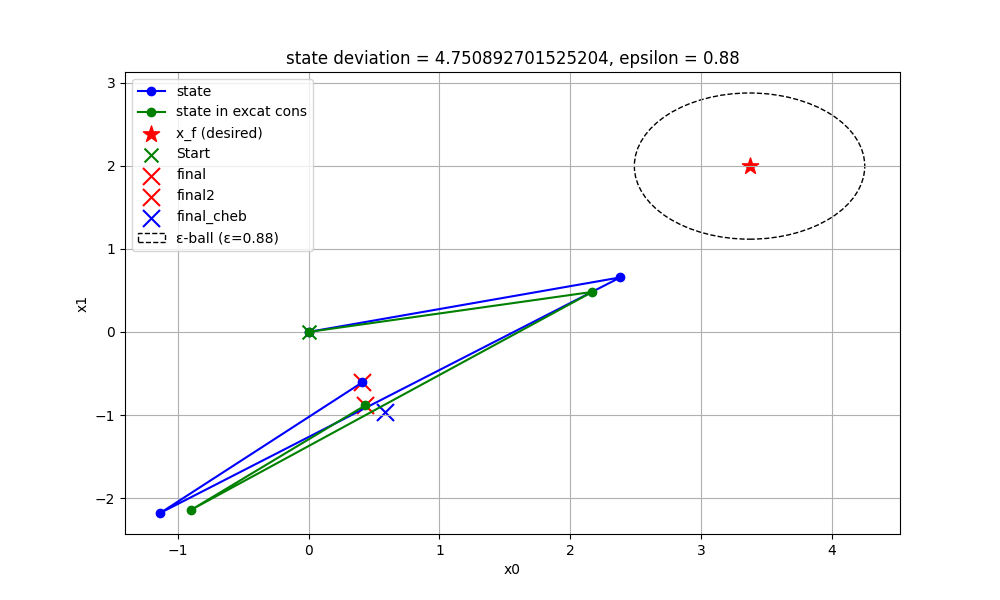 state deviation = 4.750892701525204, epsilon = 0.88
state
state in excat cons
x_f (desired)
Start
final
final2
final_cheb
ε-ball (ε=0.88)
3
2
1
0
−1
−2
x1
−1
0
1
2
3
4
x0